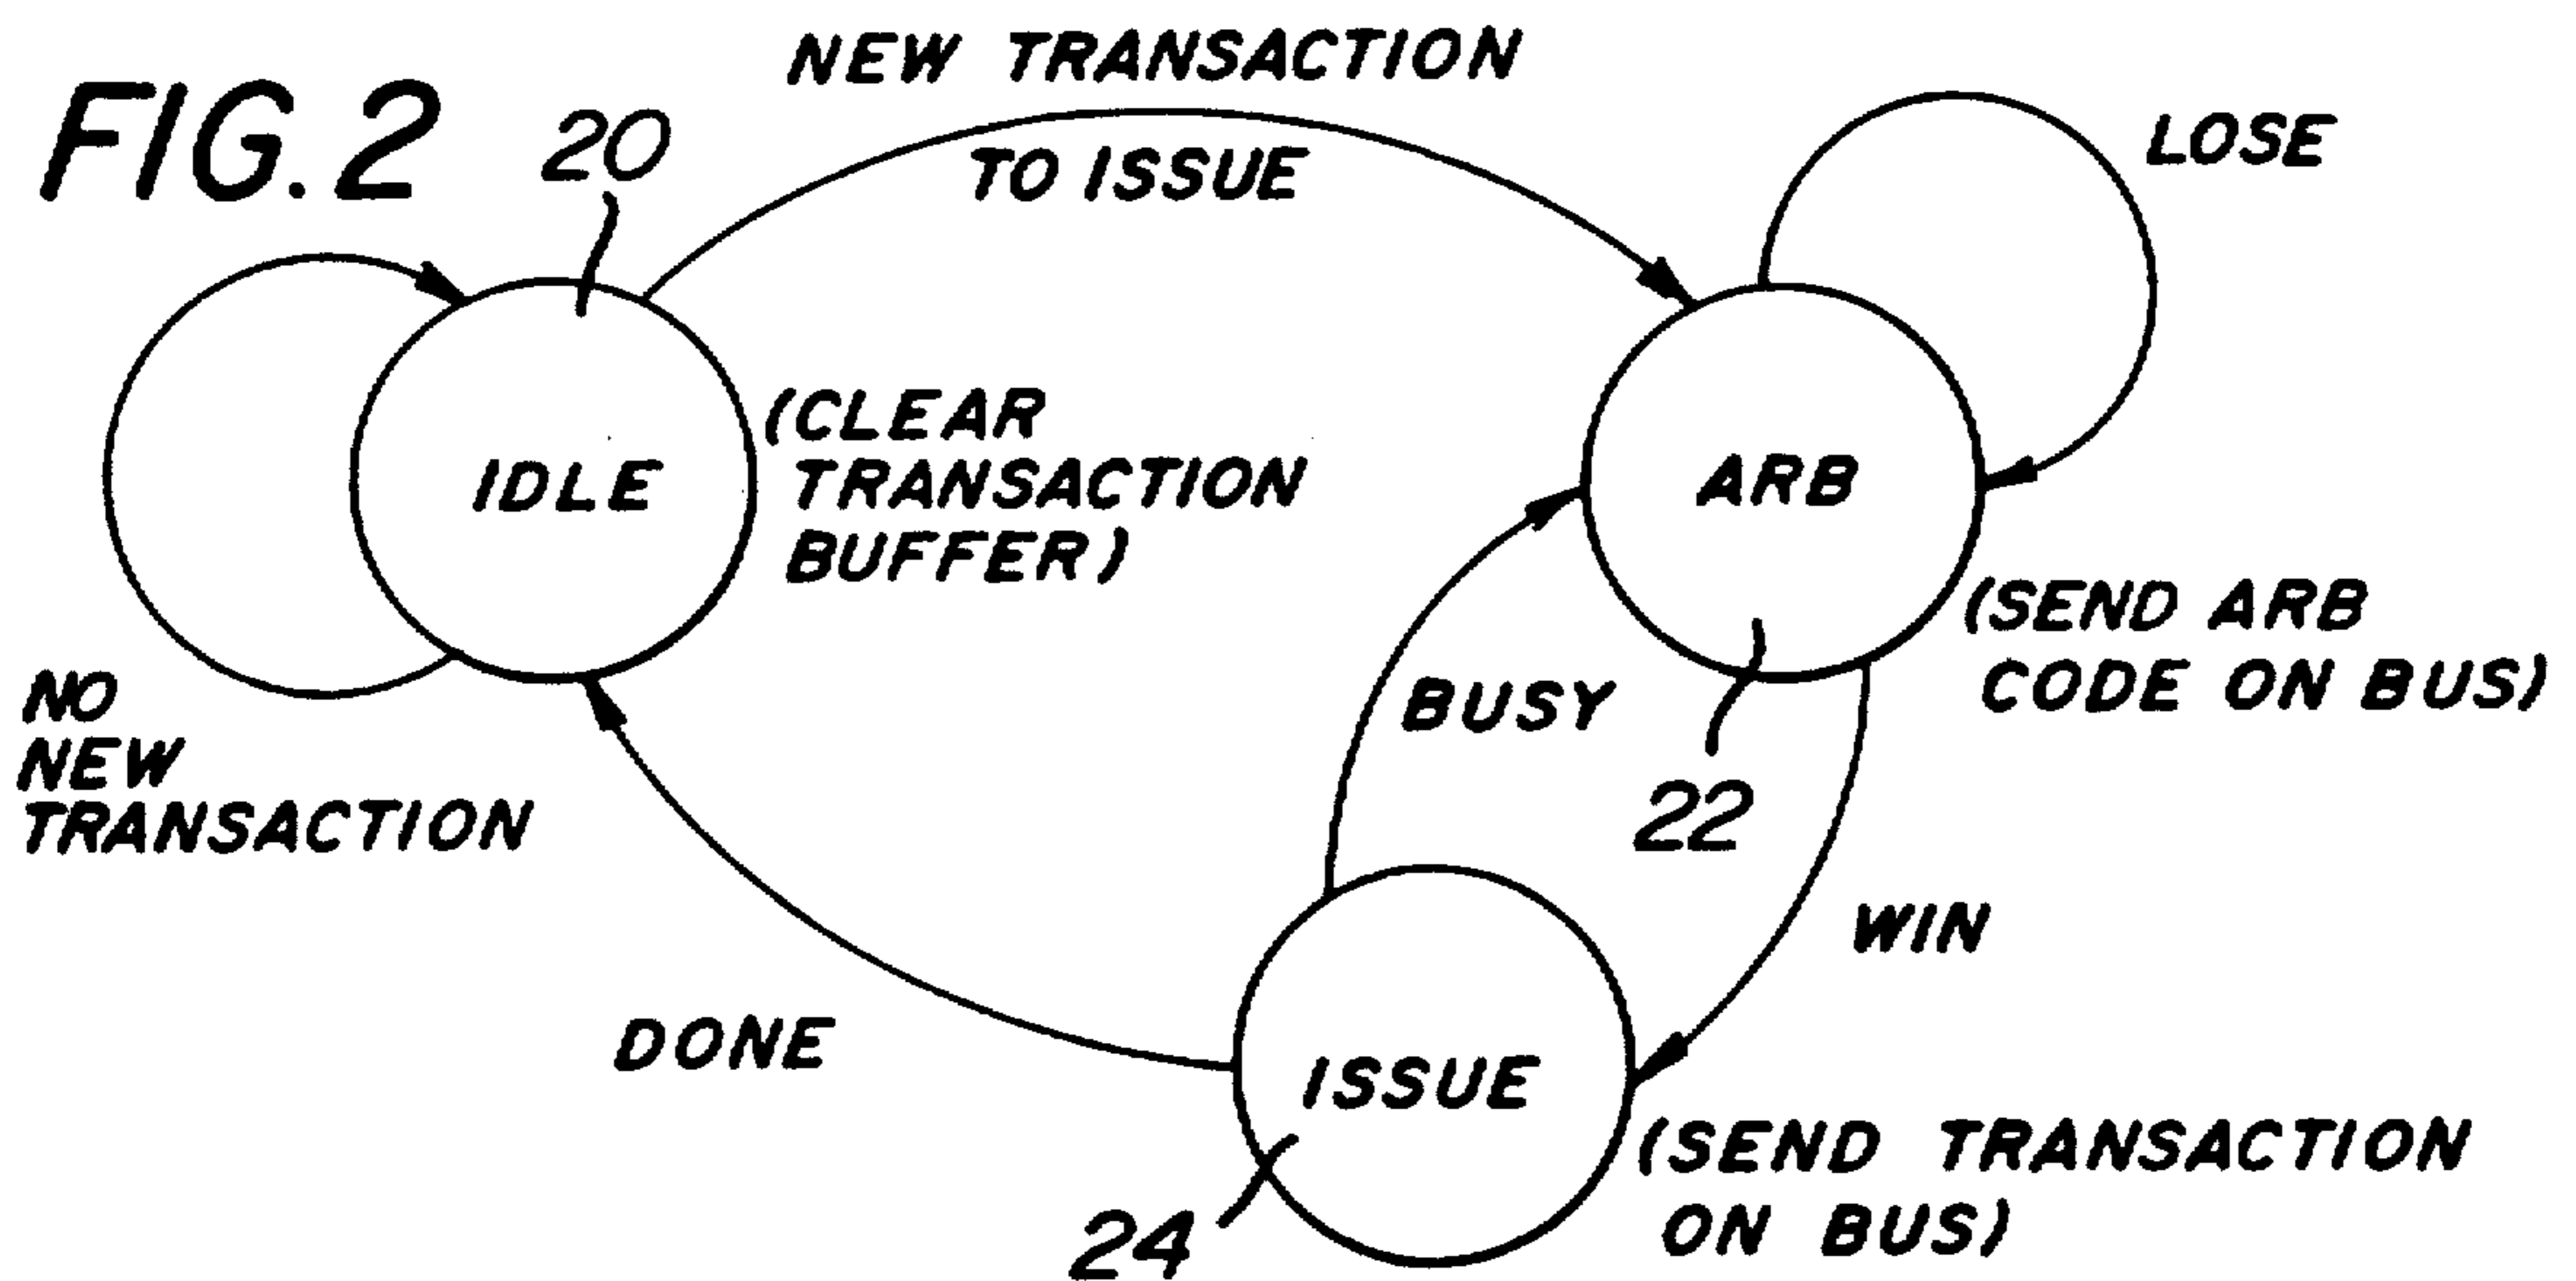 FIG. 2
20
NEW TRANSACTION
TO ISSUE
LOSE
IDLE
(CLEAR
TRANSACTION
BUFFER)
ARB
(SEND ARB
CODE ON BUS)
NO
NEW
TRANSACTION
BUSY
22
WIN
DONE
ISSUE
(SEND TRANSACTION
ON BUS)
24